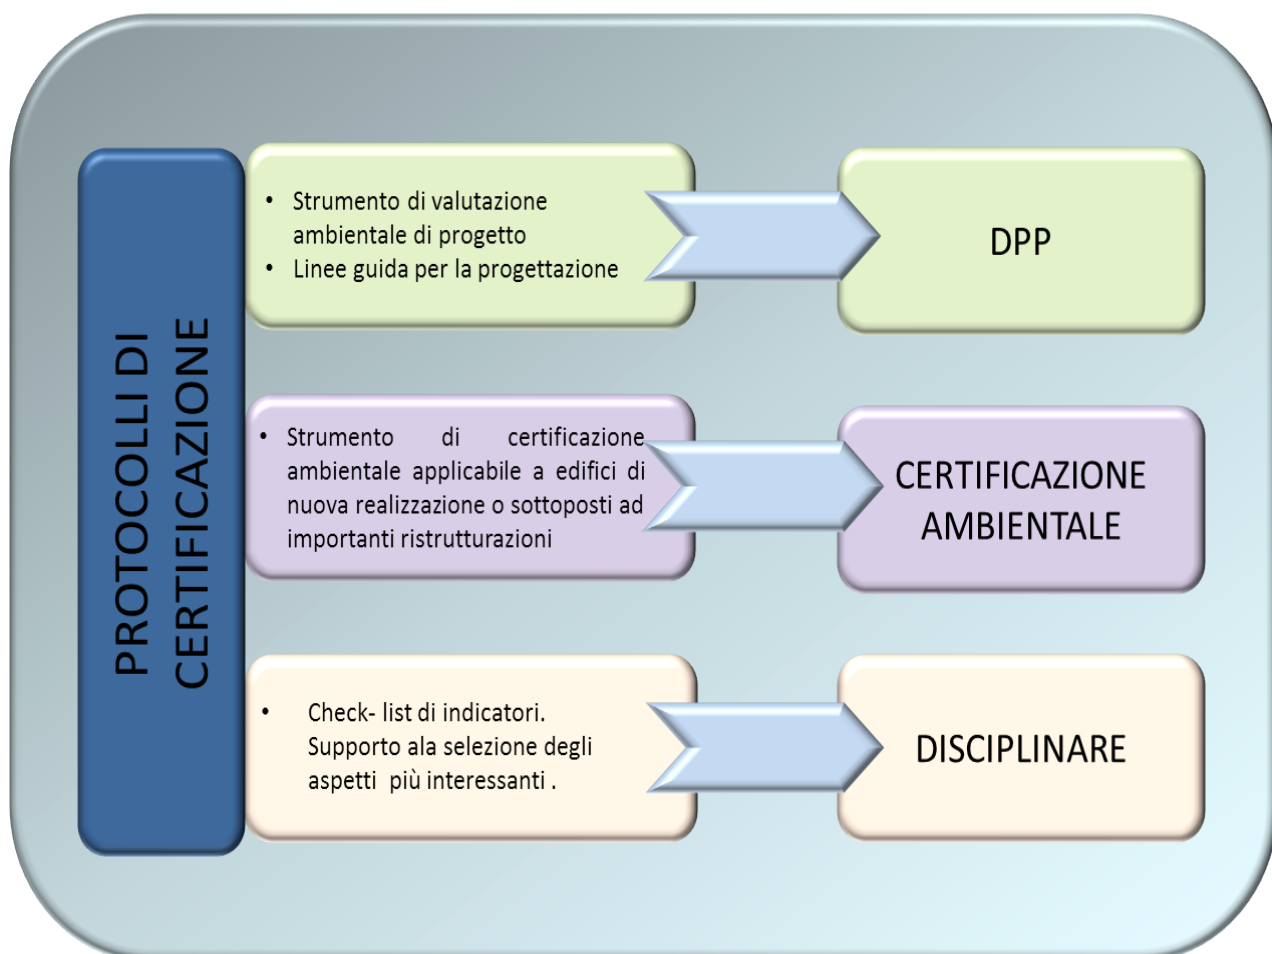 PROTOCOLLI DI
CERTIFICAZIONE
• Strumento di valutazione
ambientale di progetto
• Linee guida per la progettazione
DPP
• Strumento di certificazione
ambientale applicabile a edifici di
nuova realizzazione o sottoposti ad
importanti ristrutturazioni
CERTIFICAZIONE
AMBIENTALE
• Check- list di indicatori.
Supporto ala selezione degli
aspetti più interessanti .
DISCIPLINARE